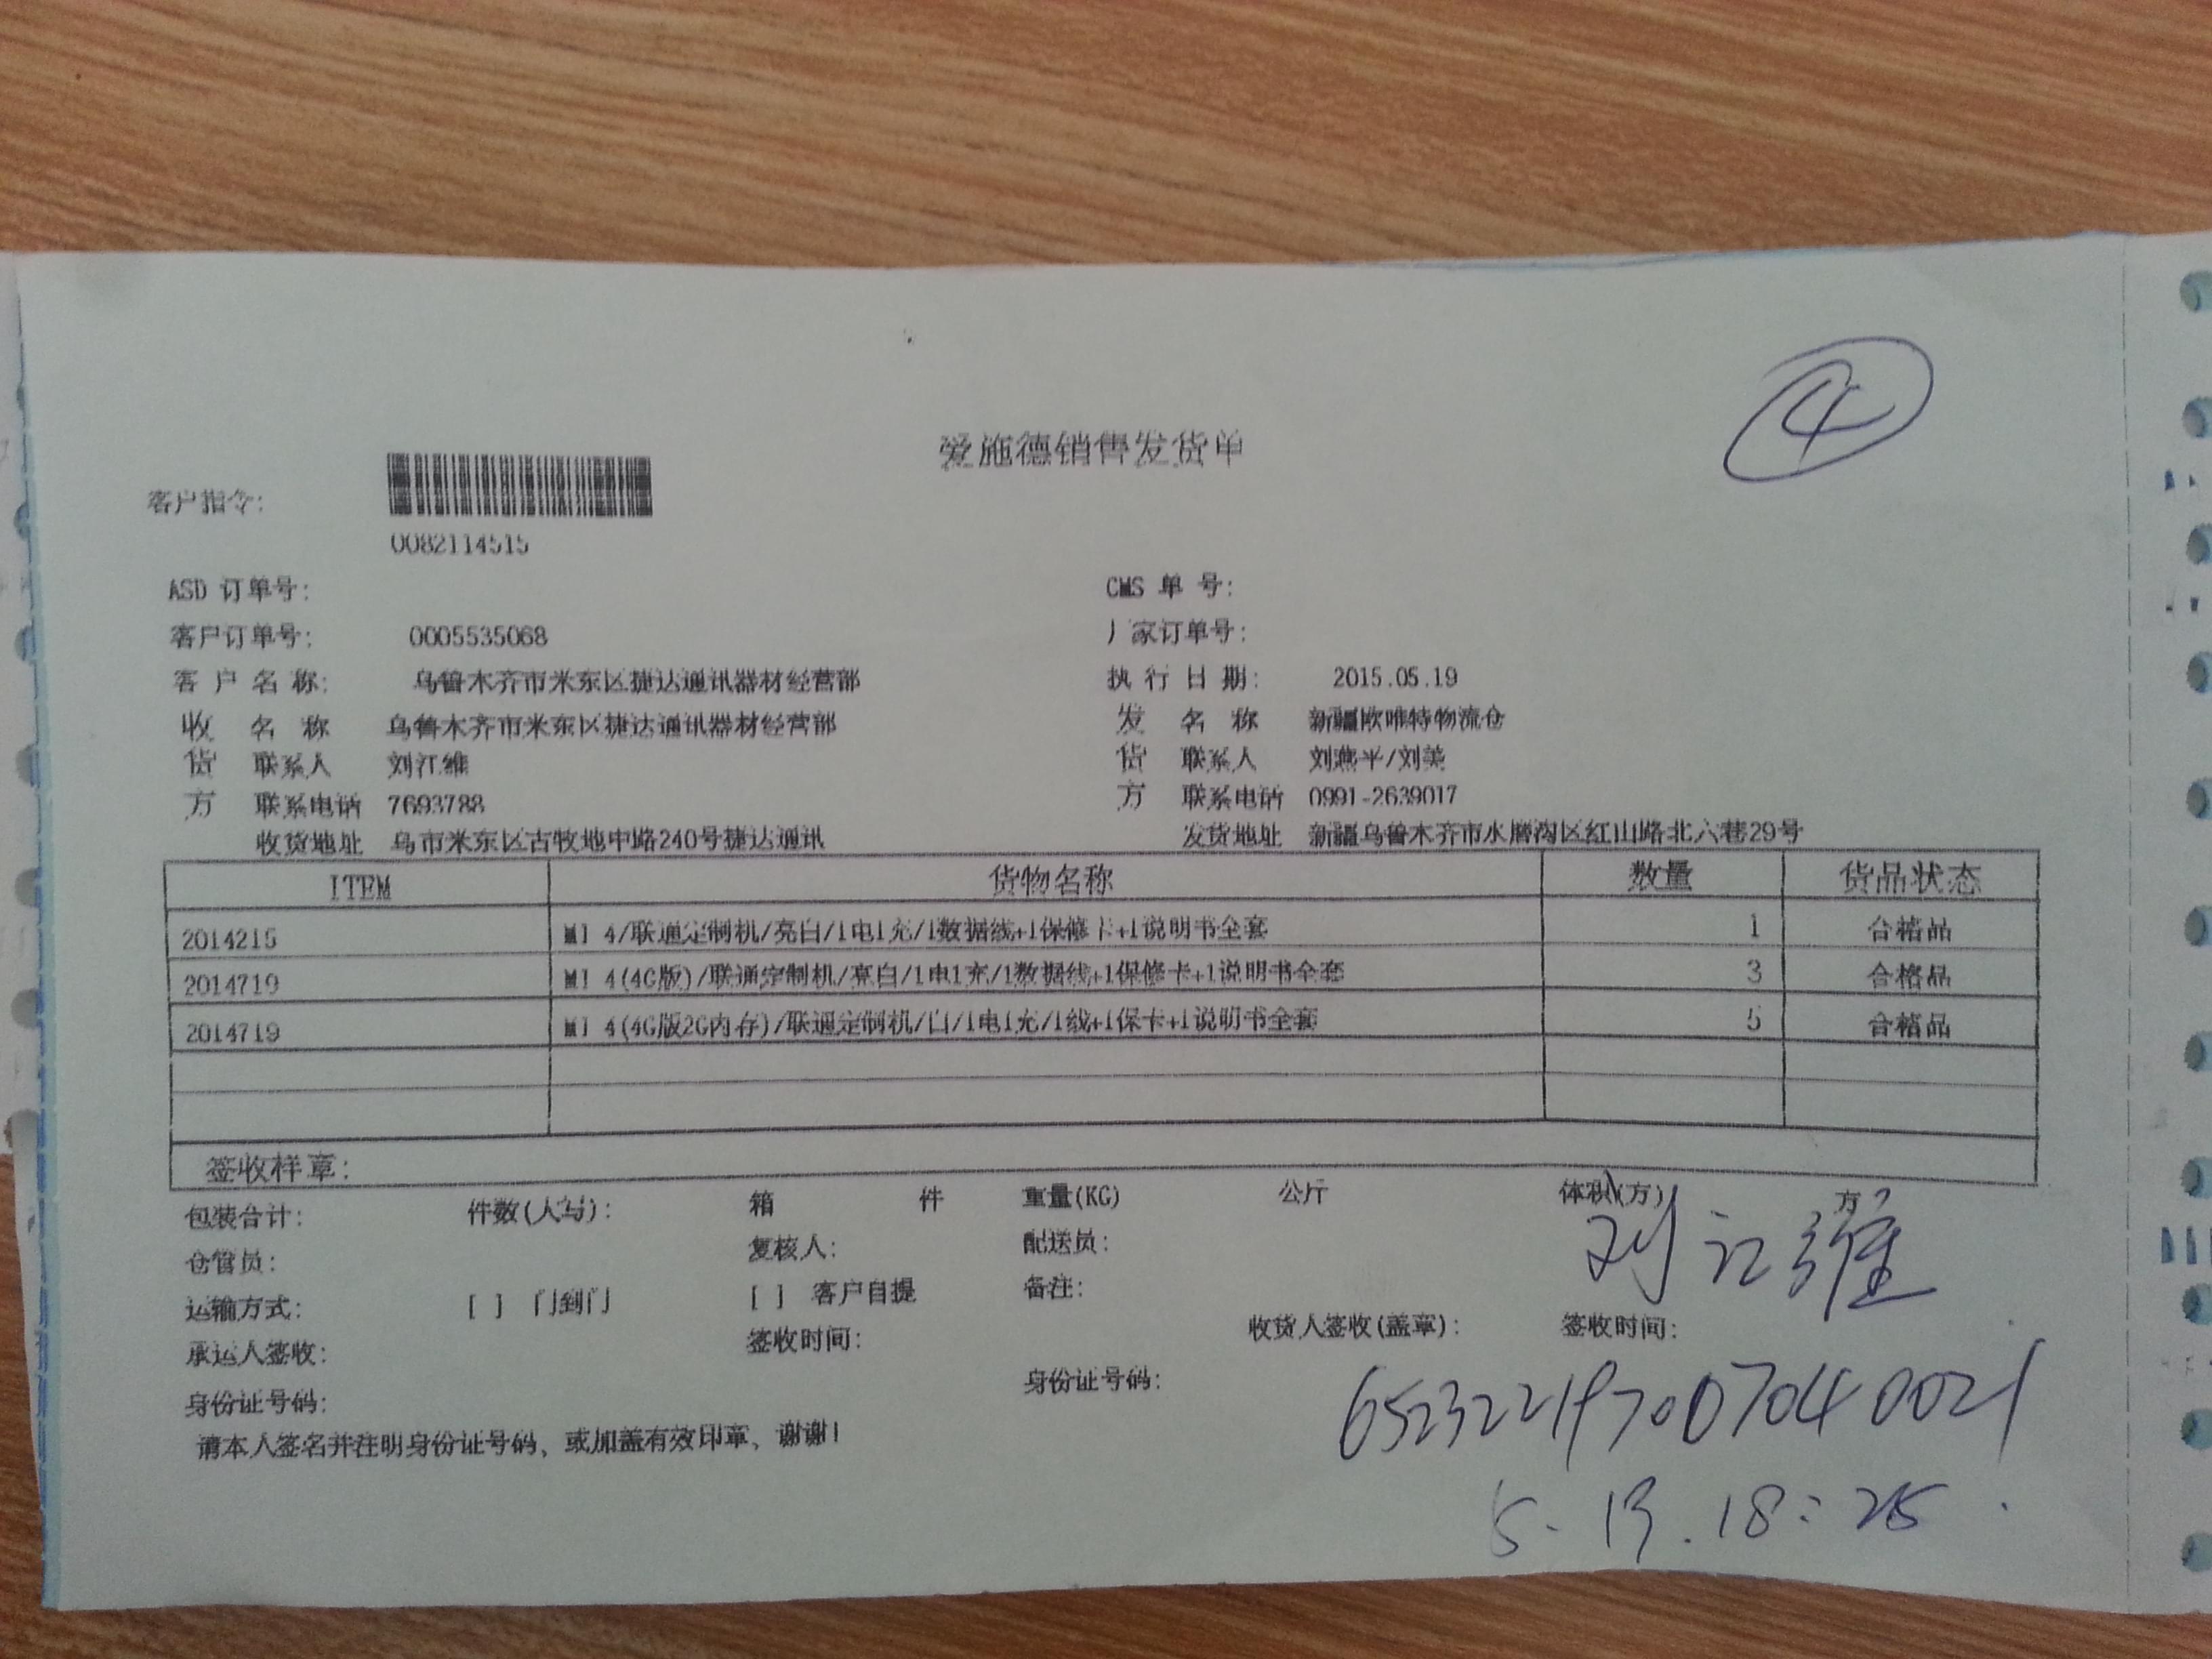 ④
爱施德销售发货单
客户指令:
0082114515
ASD 订单号: CMS 单 号:
客户订单号: 0005535068 厂家订单号:
客 户 名 称: 乌鲁木齐市米东区捷达通讯器材经营部 执 行 日 期: 2015.05.19
收 名 称 乌鲁木齐市米东区捷达通讯器材经营部 发 名 称 新疆欧唯特物流仓
货 联系人 刘江维 货 联系人 刘燕平/刘美
方 联系电话 7693788 方 联系电话 0991-2639017
收货地址 乌市米东区古牧地中路240号捷达通讯 发货地址 新疆乌鲁木齐市水磨沟区红山路北六巷29号
ITEM 货物名称 数量 货品状态
2014215 MI 4/联通定制机/亮白/1电1充/1数据线+1保修卡+1说明书全套 1 合格品
2014719 MI 4(4G版)/联通定制机/亮白/1电1充/1数据线+1保修卡+1说明书全套 3 合格品
2014719 MI 4(4G版2G内存)/联通定制机/白/1电1充/1线+1保卡+1说明书全套 5 合格品
签收样章:
包装合计: 件数(大写): 箱 件 重量(KG) 公斤 体积(方) 方
仓管员: 复核人: 配送员:
刘江维
运输方式: [ ] 门到门 [ ] 客户自提 备注:
承运人签收: 签收时间: 收货人签收(盖章): 签收时间:
身份证号码: 身份证号码: 652322197007040021
请本人签名并注明身份证号码、或加盖有效印章、谢谢!
5-19.18:25